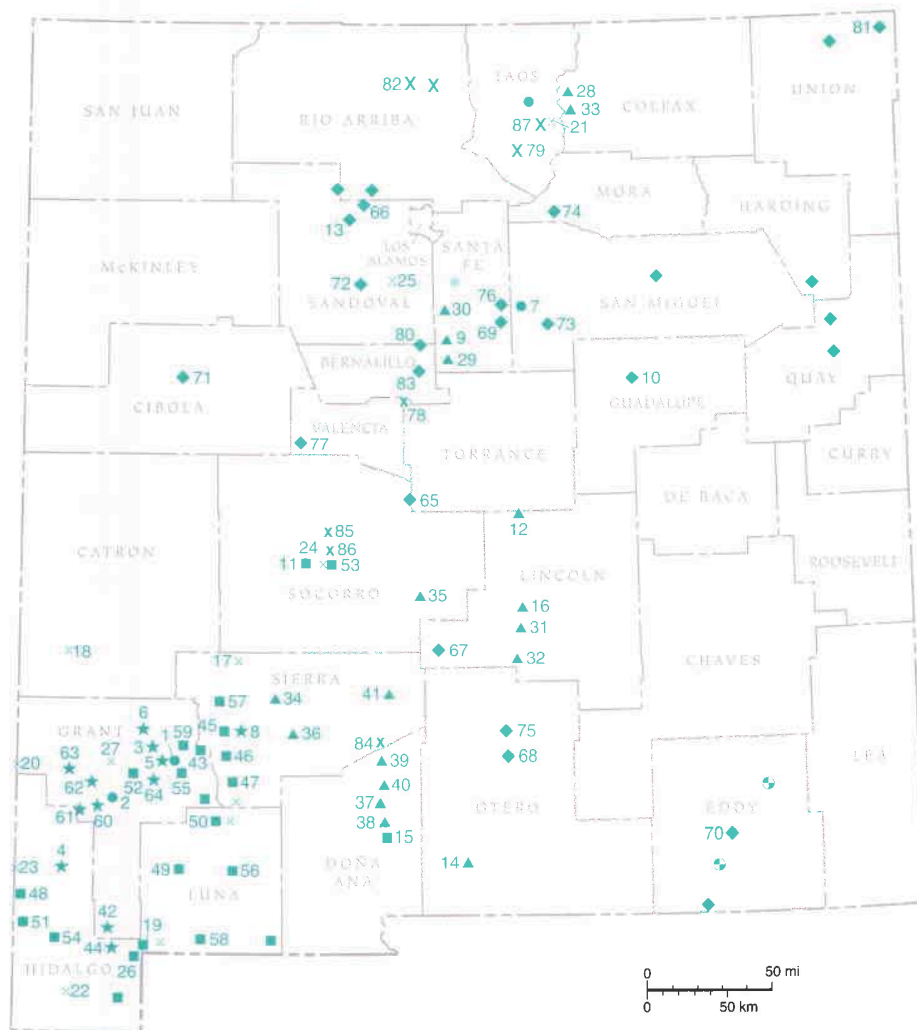 81
82
TAOS
28
UNION
SAN JUAN
33
COLFAX
RIO ARRIBA
87
21
79
MORA
66
74
HARDING
13
LOS ALAMOS
SANTA FE
McKINLEY
25
72
SANDOVAL
76
7
SAN MIGUEL
30
69
73
80
9
BERNALILLO
29
71
83
10
QUAY
CIBOLA
GUADALUPE
78
VALENCIA
77
TORRANCE
CURRY
DE BACA
65
12
CATRON
85
24
86
11
53
ROOSEVELT
LINCOLN
SOCORRO
35
16
31
18
67
32
17
CHAVES
SIERRA
57
34
41
GRANT
6
1
59
45
8
36
75
LEA
3
84
63
27
5
43
46
39
68
20
52
55
62
64
47
40
OTERO
EDDY
2
37
61
60
50
38
70
15
4
DOÑA ANA
23
49
56
14
LUNA
48
51
42
19
54
58
44
26
HIDALGO
22
0 50 mi
0 50 km